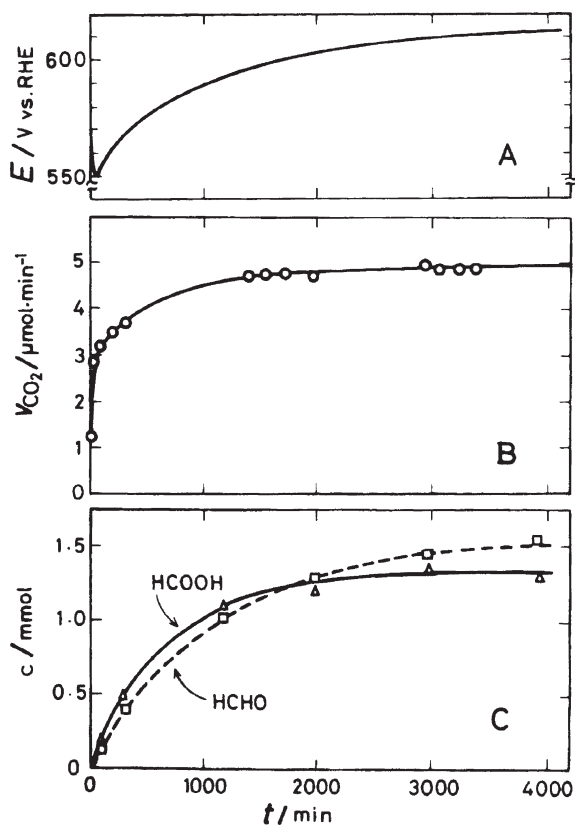 600
550
E / V vs. RHE
A
5
4
3
2
1
0
V_CO₂ / μmol·min⁻¹
B
1.5
1.0
0.5
0
c / mmol
HCOOH
HCHO
C
0 1000 2000 3000 4000
t / min